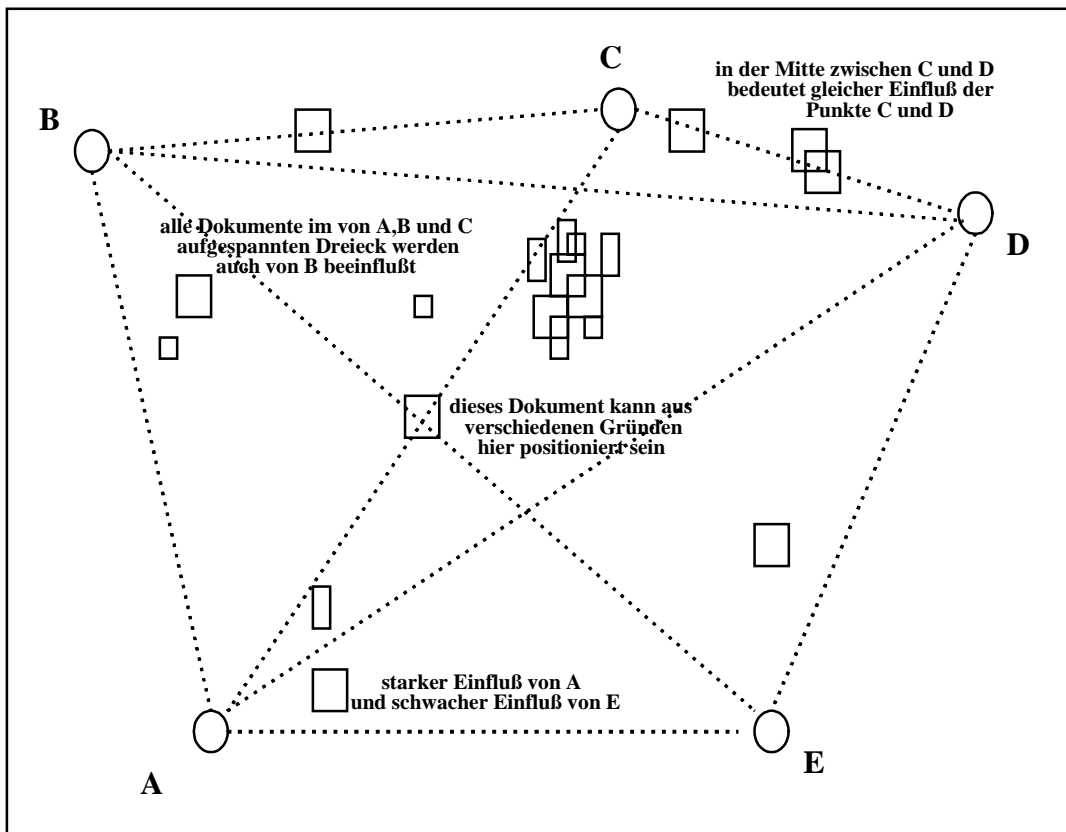 C
in der Mitte zwischen C und D
bedeutet gleicher Einfluß der
Punkte C und D
B
alle Dokumente im von A,B und C
aufgespannten Dreieck werden
auch von B beeinflußt
D
dieses Dokument kann aus
verschiedenen Gründen
hier positioniert sein
starker Einfluß von A
und schwacher Einfluß von E
A
E